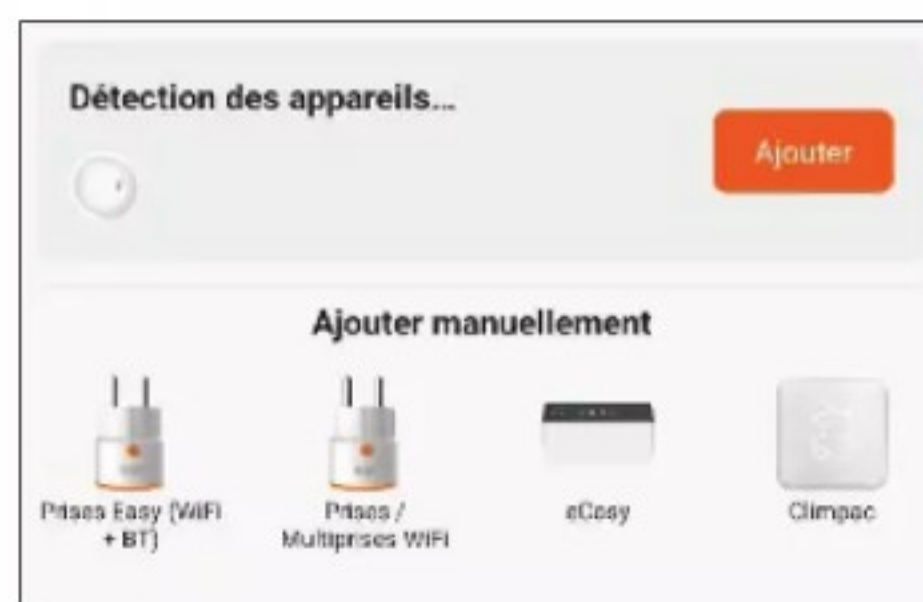 Détection des appareils...
Ajouter
Ajouter manuellement
Prises Easy (WiFi
+ BT)
Prises /
Multiprises WiFi
eCosy
Climpac